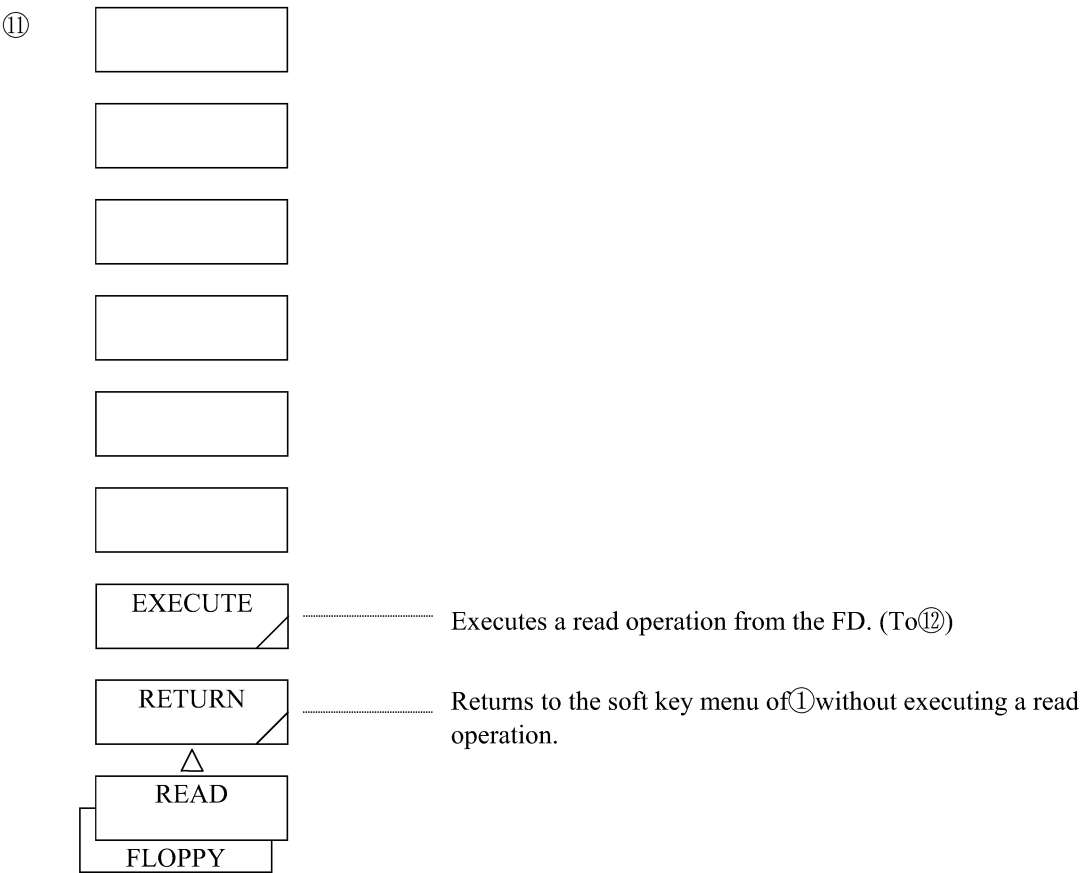 ⑪
EXECUTE
Executes a read operation from the FD. (To⑫)
RETURN
Returns to the soft key menu of①without executing a read
operation.
READ
FLOPPY